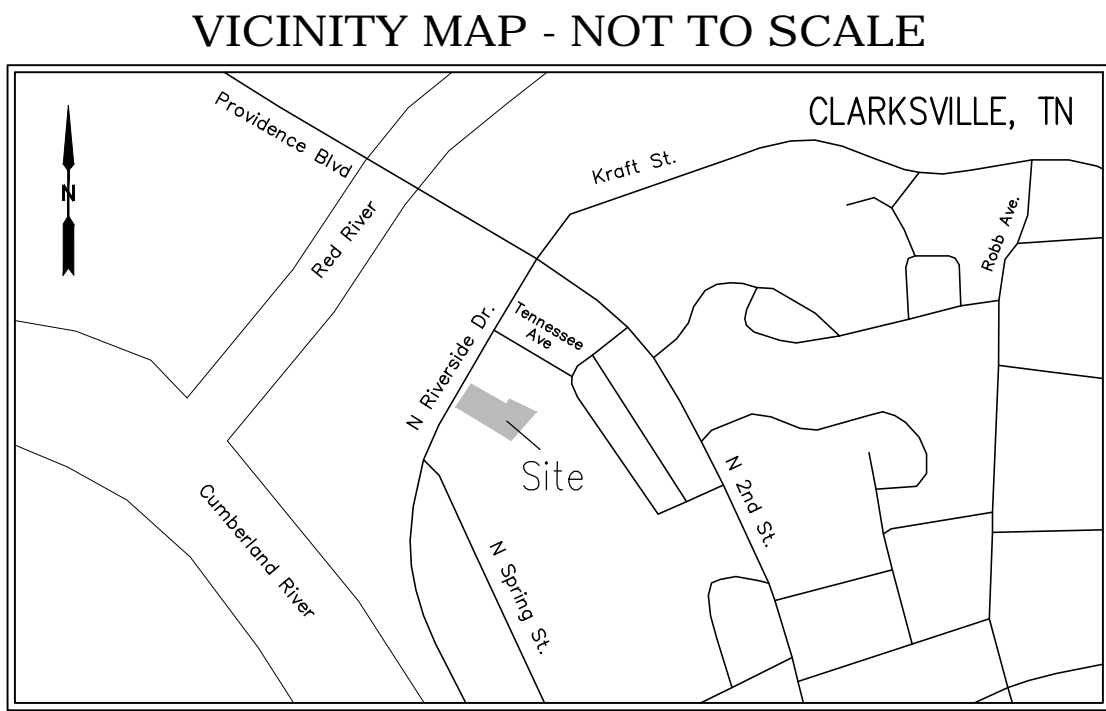 VICINITY MAP - NOT TO SCALE
CLARKSVILLE, TN
Providence Blvd
N
Kraft St.
Red River
Robb Ave.
N Riverside Dr.
Tennessee
Ave
Site
Cumberland River
N 2nd St.
N Spring St.